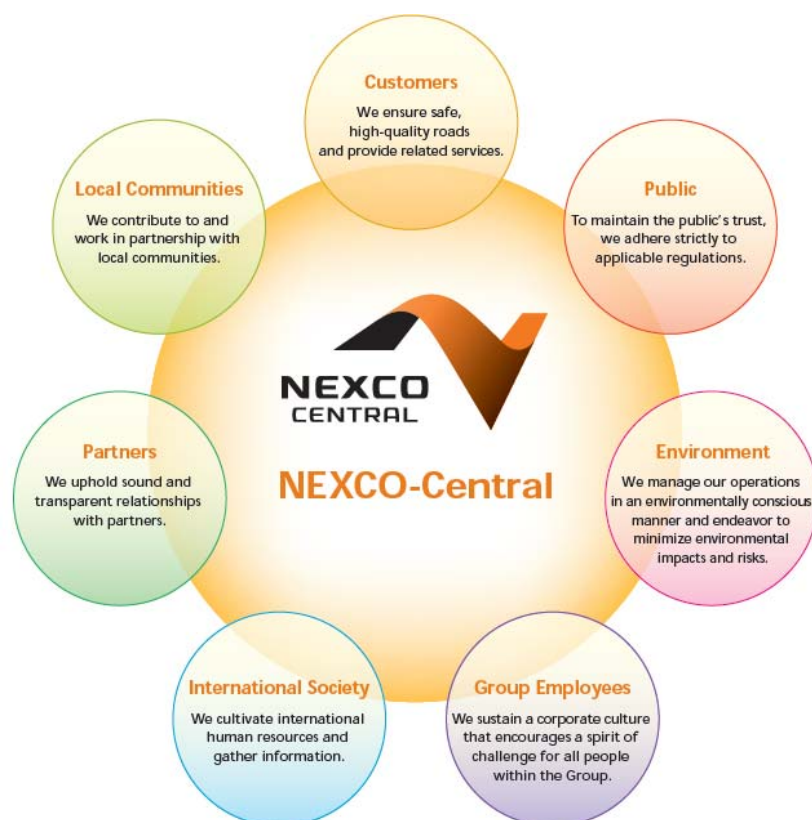 Customers
We ensure safe,
high-quality roads
and provide related services.
Local Communities
We contribute to and
work in partnership with
local communities.
Public
To maintain the public's trust,
we adhere strictly to
applicable regulations.
NEXCO
CENTRAL
NEXCO-Central
Partners
We uphold sound and
transparent relationships
with partners.
Environment
We manage our operations
in an environmentally conscious
manner and endeavor to
minimize environmental
impacts and risks.
International Society
We cultivate international
human resources and
gather information.
Group Employees
We sustain a corporate culture
that encourages a spirit of
challenge for all people
within the Group.